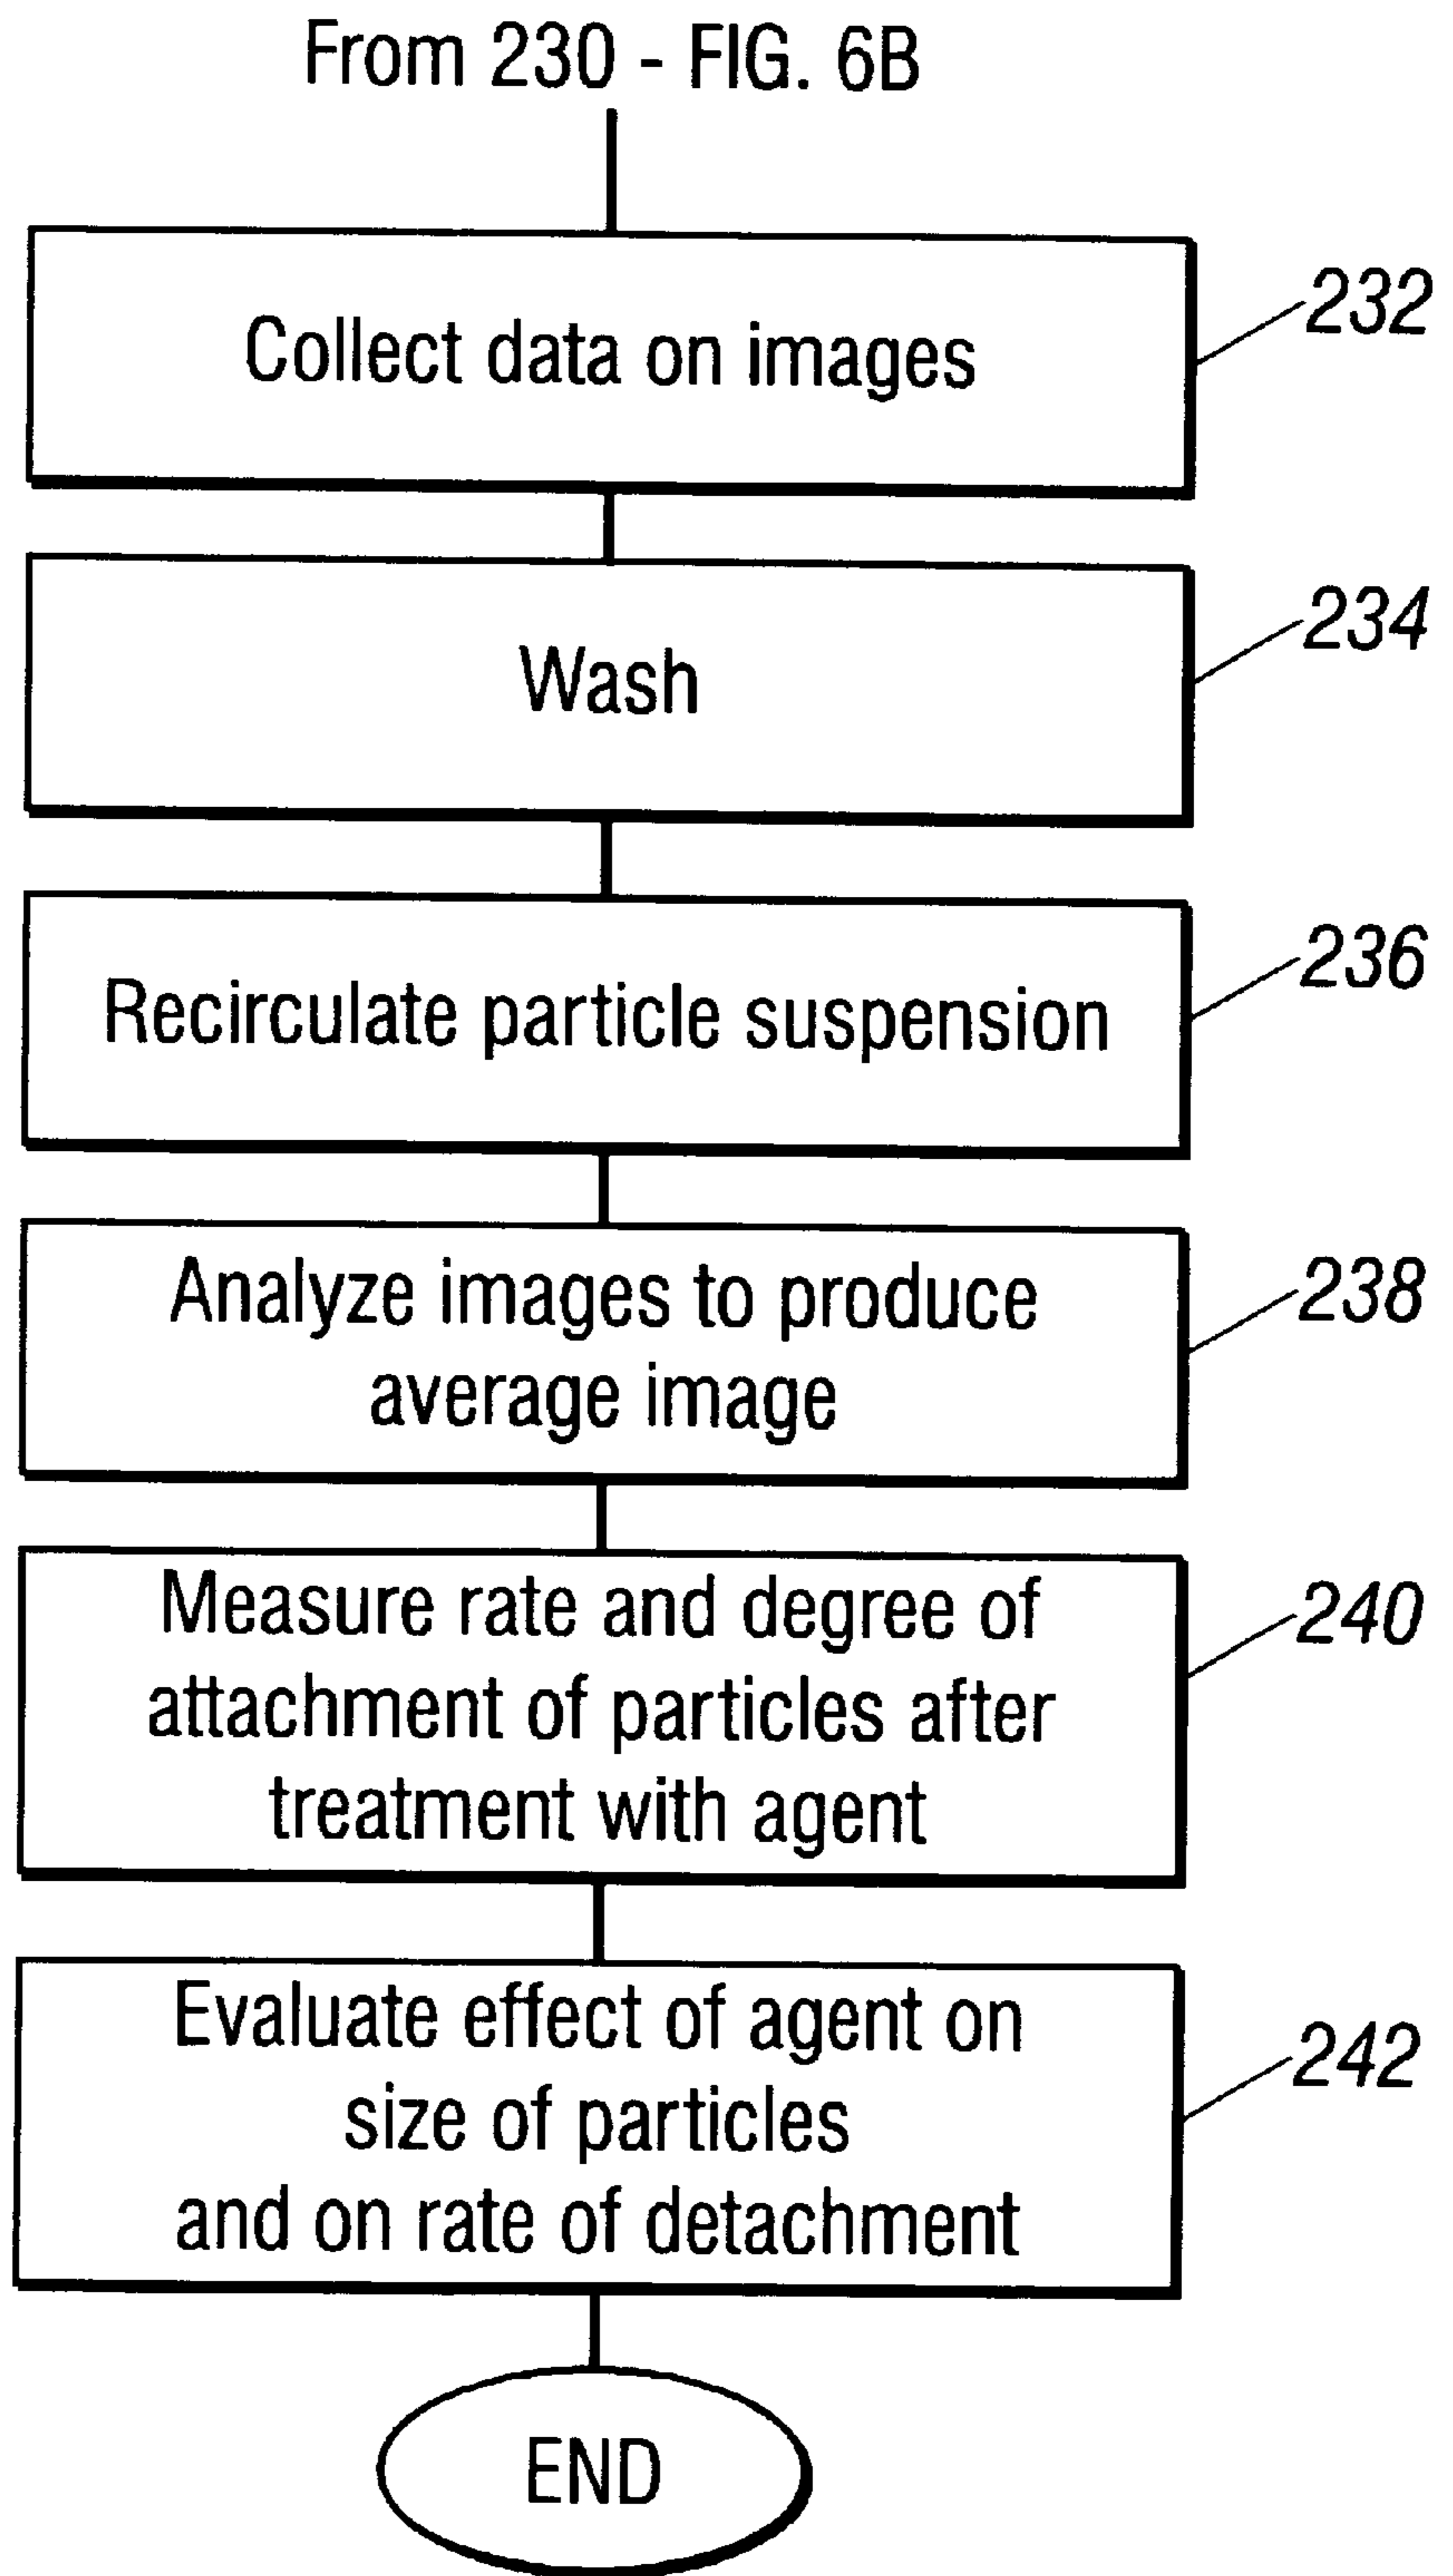 From 230 - FIG. 6B
Collect data on images
232
Wash
234
Recirculate particle suspension
236
Analyze images to produce
average image
238
Measure rate and degree of
attachment of particles after
treatment with agent
240
Evaluate effect of agent on
size of particles
and on rate of detachment
242
END